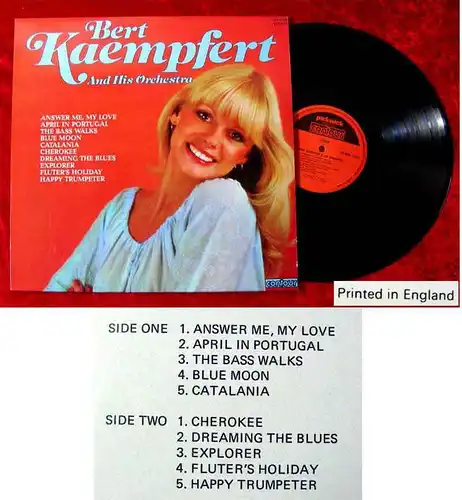 Bert
Kaempfert
And His Orchestra
ANSWER ME, MY LOVE
APRIL IN PORTUGAL
THE BASS WALKS
BLUE MOON
CATALANIA
CHEROKEE
DREAMING THE BLUES
EXPLORER
FLUTER'S HOLIDAY
HAPPY TRUMPETER
contour
pickwick
contour
Printed in England
SIDE ONE 1. ANSWER ME, MY LOVE
2. APRIL IN PORTUGAL
3. THE BASS WALKS
4. BLUE MOON
5. CATALANIA
SIDE TWO 1. CHEROKEE
2. DREAMING THE BLUES
3. EXPLORER
4. FLUTER'S HOLIDAY
5. HAPPY TRUMPETER